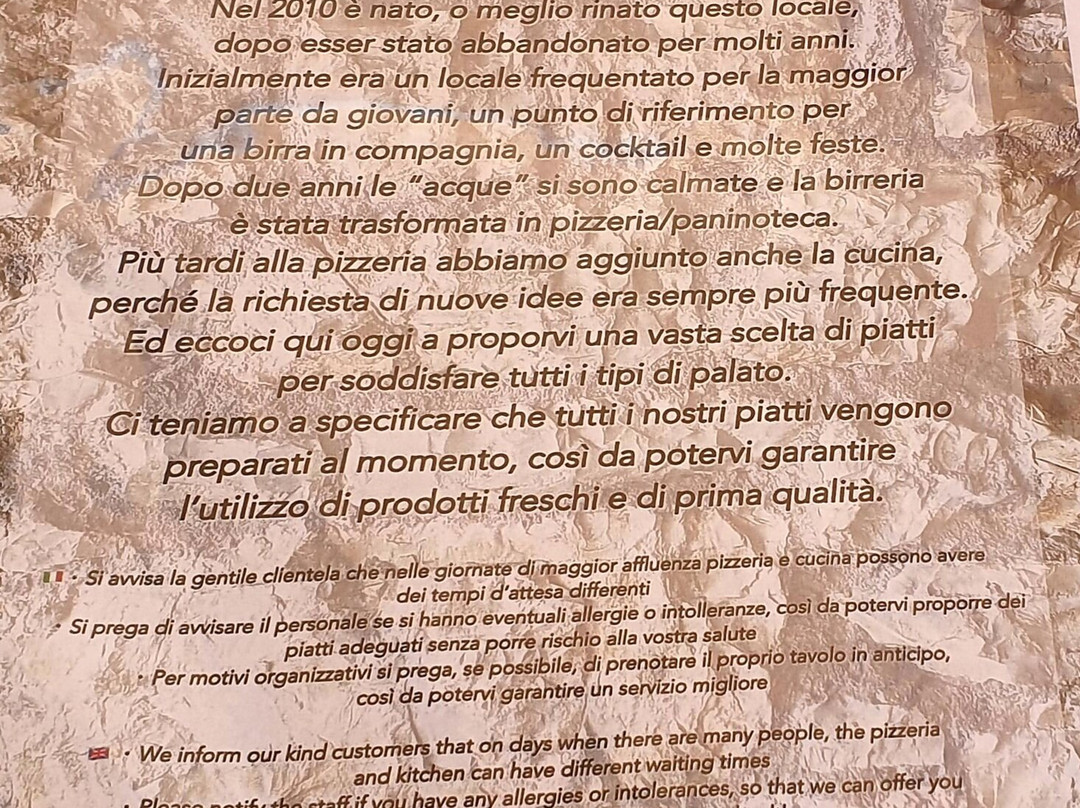 Nel 2010 è nato, o meglio rinato questo locale,
dopo esser stato abbandonato per molti anni.
Inizialmente era un locale frequentato per la maggior
parte da giovani, un punto di riferimento per
una birra in compagnia, un cocktail e molte feste.
Dopo due anni le “acque” si sono calmate e la birreria
è stata trasformata in pizzeria/paninoteca.
Più tardi alla pizzeria abbiamo aggiunto anche la cucina,
perché la richiesta di nuove idee era sempre più frequente.
Ed eccoci qui oggi a proporvi una vasta scelta di piatti
per soddisfare tutti i tipi di palato.
Ci teniamo a specificare che tutti i nostri piatti vengono
preparati al momento, così da potervi garantire
l’utilizzo di prodotti freschi e di prima qualità.
• Si avvisa la gentile clientela che nelle giornate di maggior affluenza pizzeria e cucina possono avere
dei tempi d’attesa differenti
• Si prega di avvisare il personale se si hanno eventuali allergie o intolleranze, così da potervi proporre dei
piatti adeguati senza porre rischio alla vostra salute
• Per motivi organizzativi si prega, se possibile, di prenotare il proprio tavolo in anticipo,
così da potervi garantire un servizio migliore
• We inform our kind customers that on days when there are many people, the pizzeria
and kitchen can have different waiting times
• Please notify the staff if you have any allergies or intolerances, so that we can offer you